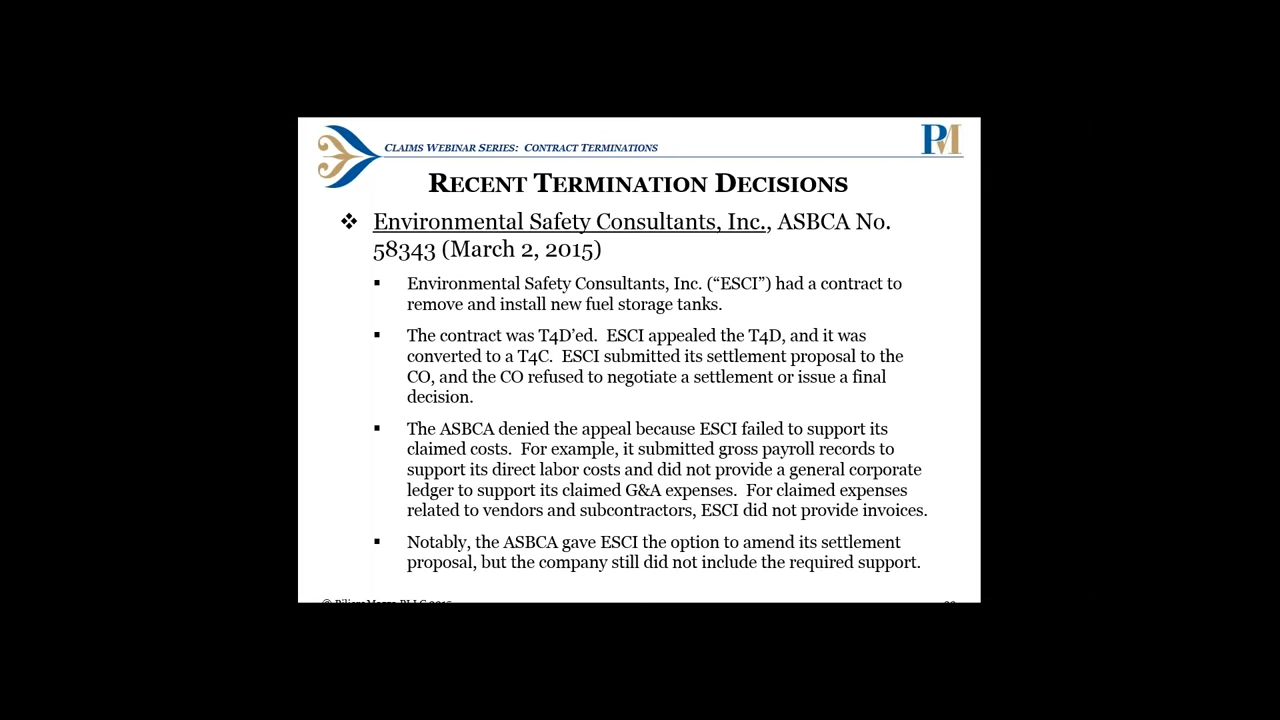 CLAIMS WEBINAR SERIES: CONTRACT TERMINATIONS
PM
RECENT TERMINATION DECISIONS
❖ Environmental Safety Consultants, Inc., ASBCA No.
58343 (March 2, 2015)
▪ Environmental Safety Consultants, Inc. (“ESCI”) had a contract to
remove and install new fuel storage tanks.
▪ The contract was T4D’ed. ESCI appealed the T4D, and it was
converted to a T4C. ESCI submitted its settlement proposal to the
CO, and the CO refused to negotiate a settlement or issue a final
decision.
▪ The ASBCA denied the appeal because ESCI failed to support its
claimed costs. For example, it submitted gross payroll records to
support its direct labor costs and did not provide a general corporate
ledger to support its claimed G&A expenses. For claimed expenses
related to vendors and subcontractors, ESCI did not provide invoices.
▪ Notably, the ASBCA gave ESCI the option to amend its settlement
proposal, but the company still did not include the required support.